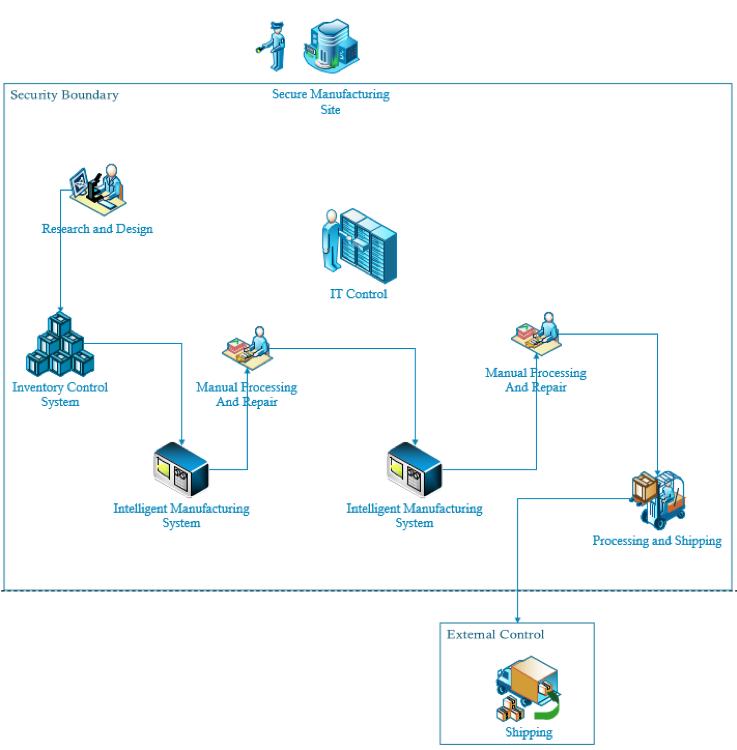 Security Boundary
Secure Manufacturing
Site
Research and Design
IT Control
Inventory Control
System
Manual Processing
And Repair
Manual Processing
And Repair
Intelligent Manufacturing
System
Intelligent Manufacturing
System
Processing and Shipping
External Control
Shipping